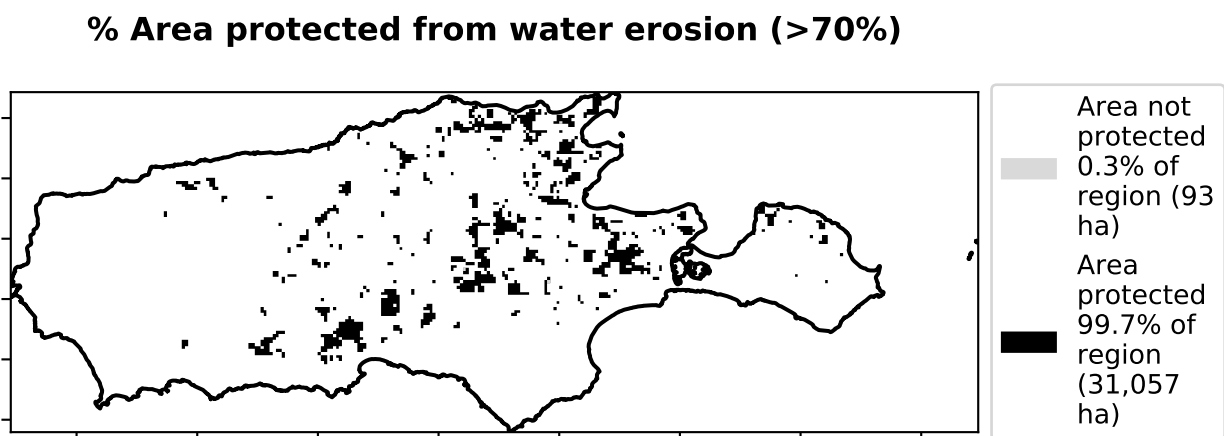 % Area protected from water erosion (>70%)
Area not
protected
0.3% of
region (93
ha)
Area
protected
99.7% of
region
(31,057
ha)